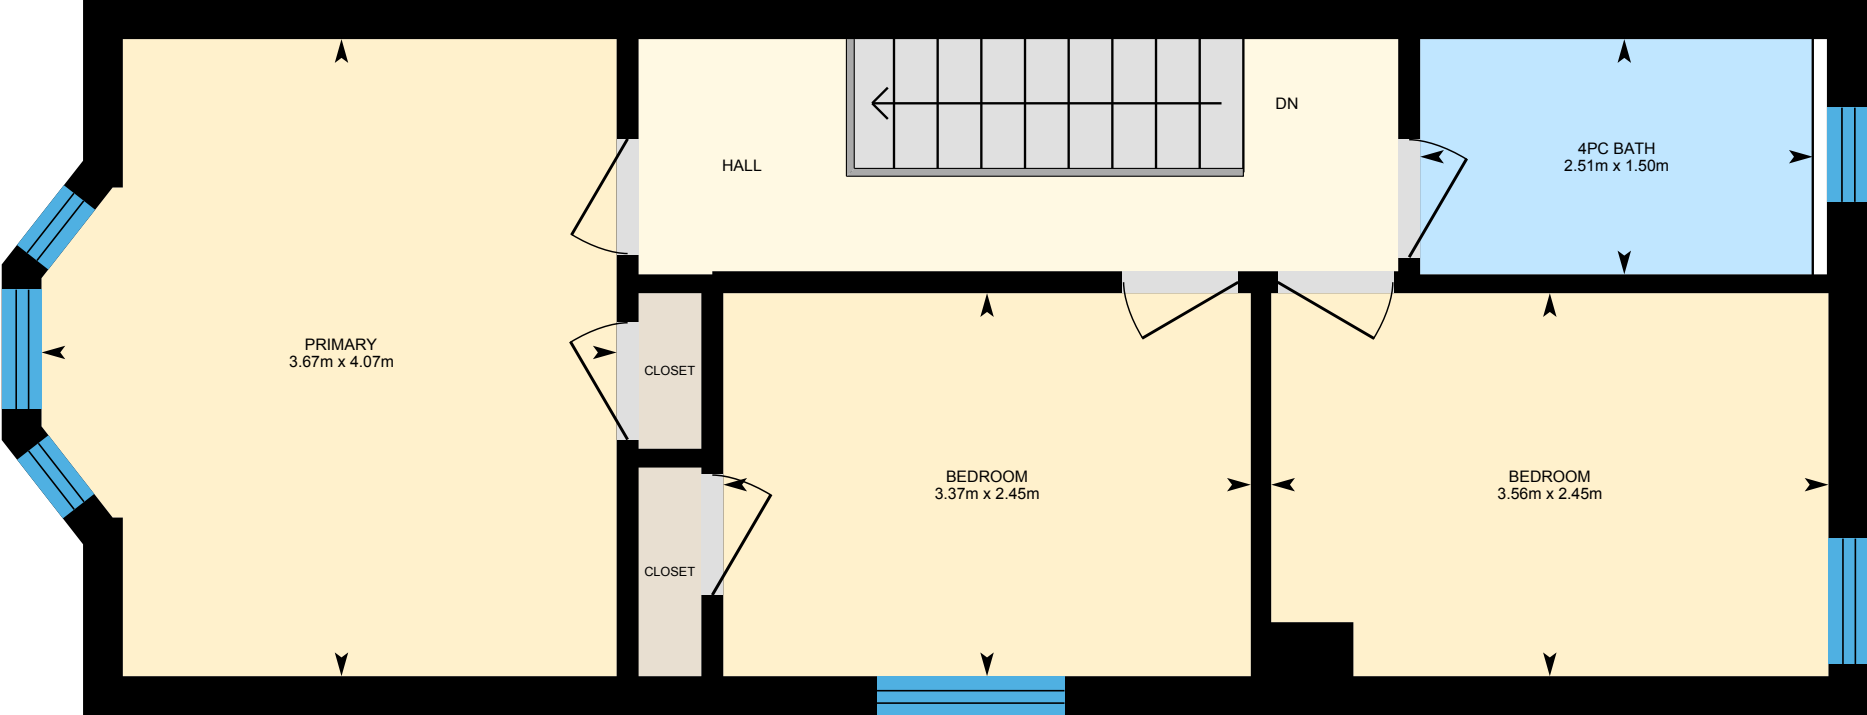 HALL
DN
4PC BATH
2.51m x 1.50m
PRIMARY
3.67m x 4.07m
CLOSET
BEDROOM
3.37m x 2.45m
BEDROOM
3.56m x 2.45m
CLOSET